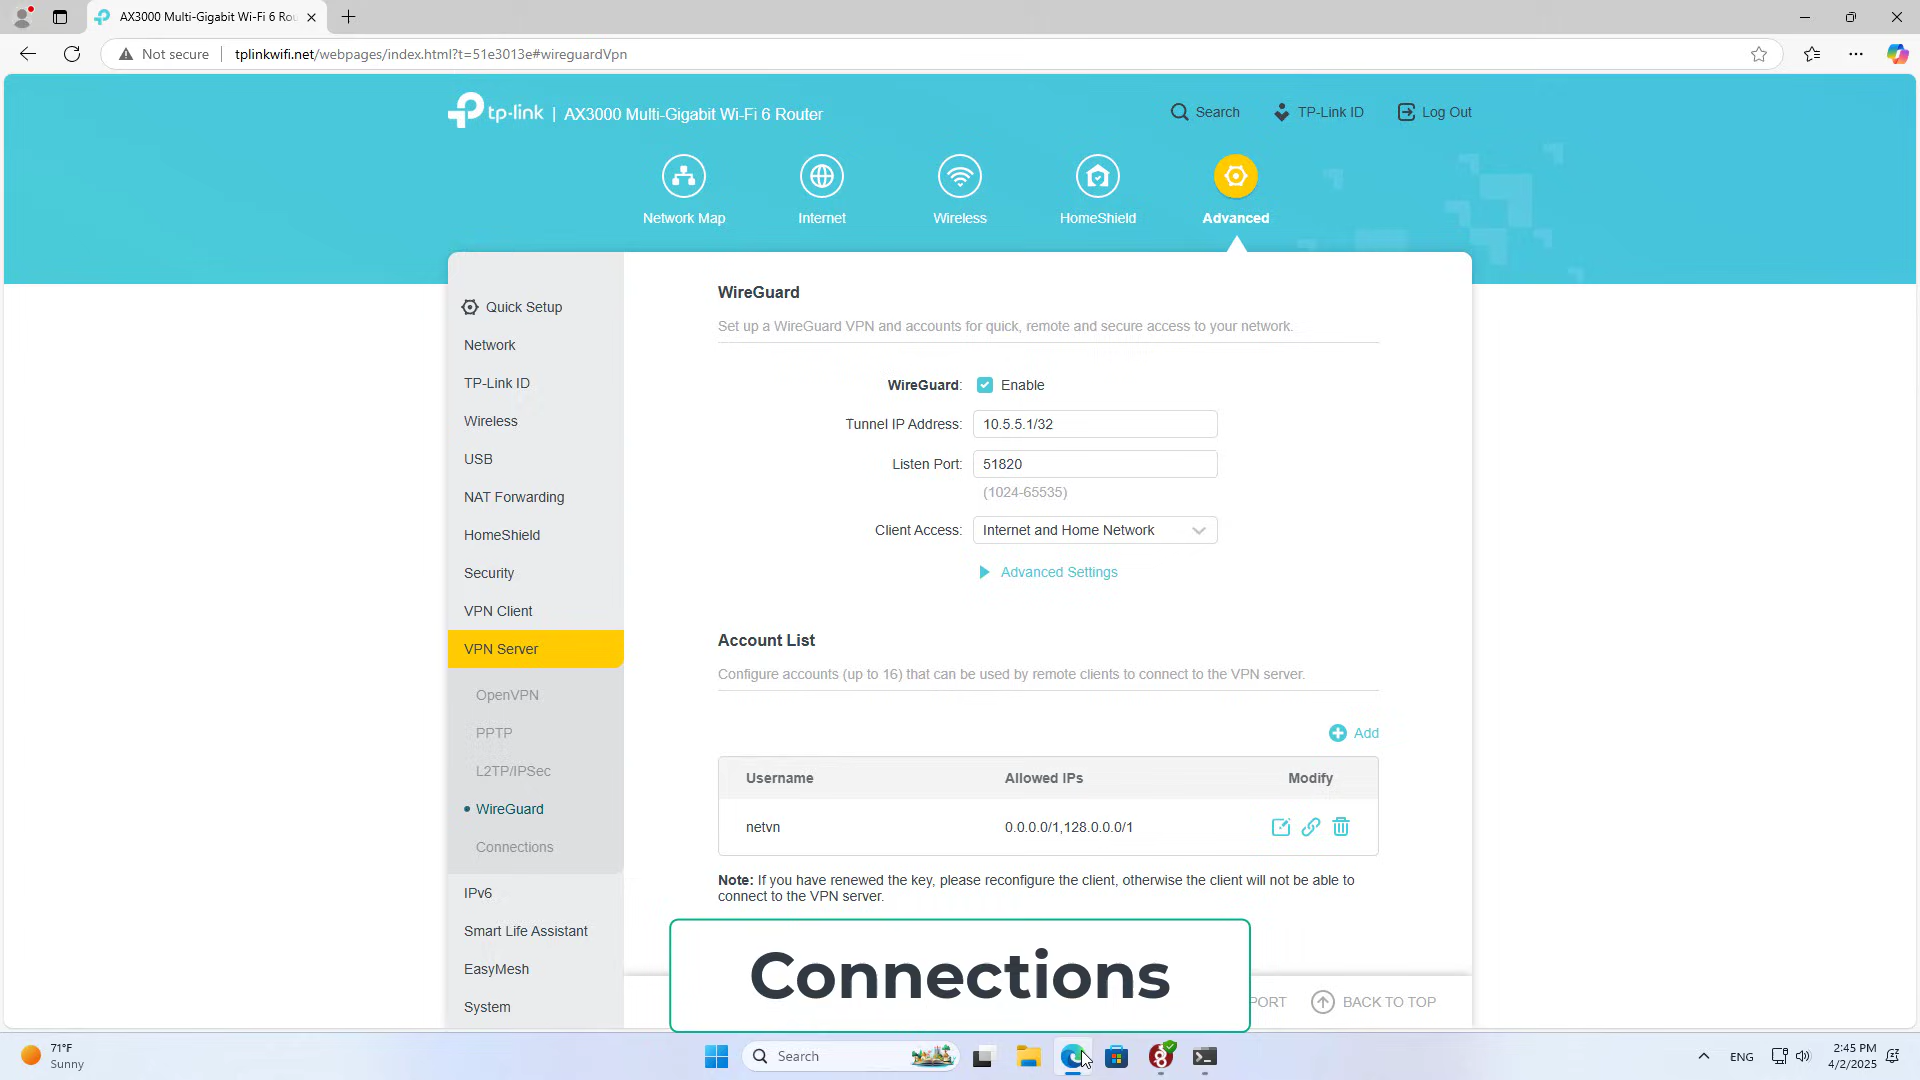 AX3000 Multi-Gigabit Wi-Fi 6 Rou
Not secure
tplinkwifi.net/webpages/index.html?t=51e3013e#wireguardVpn
tp-link | AX3000 Multi-Gigabit Wi-Fi 6 Router
Search
TP-Link ID
Log Out
Network Map
Internet
Wireless
HomeShield
Advanced
Quick Setup
Network
TP-Link ID
Wireless
USB
NAT Forwarding
HomeShield
Security
VPN Client
VPN Server
OpenVPN
PPTP
L2TP/IPSec
WireGuard
Connections
IPv6
Smart Life Assistant
EasyMesh
System
WireGuard
Set up a WireGuard VPN and accounts for quick, remote and secure access to your network.
WireGuard: Enable
Tunnel IP Address: 10.5.5.1/32
Listen Port: 51820
(1024-65535)
Client Access: Internet and Home Network
Advanced Settings
Account List
Configure accounts (up to 16) that can be used by remote clients to connect to the VPN server.
Add
Username Allowed IPs Modify
netvn 0.0.0.0/1,128.0.0.0/1
Note: If you have renewed the key, please reconfigure the client, otherwise the client will not be able to
connect to the VPN server.
Connections
PORT
BACK TO TOP
71°F
Sunny
Search
ENG
2:45 PM
4/2/2025